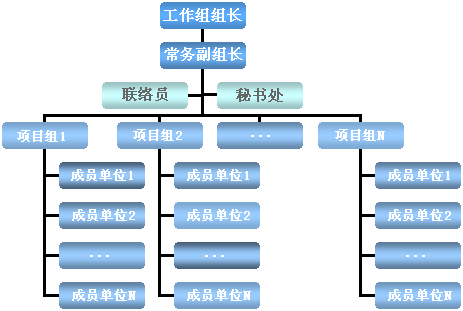 工作组组长
常务副组长
联络员
秘书处
项目组1
项目组2
···
项目组N
成员单位1
成员单位1
成员单位1
成员单位2
成员单位2
成员单位2
···
···
···
成员单位N
成员单位N
成员单位N